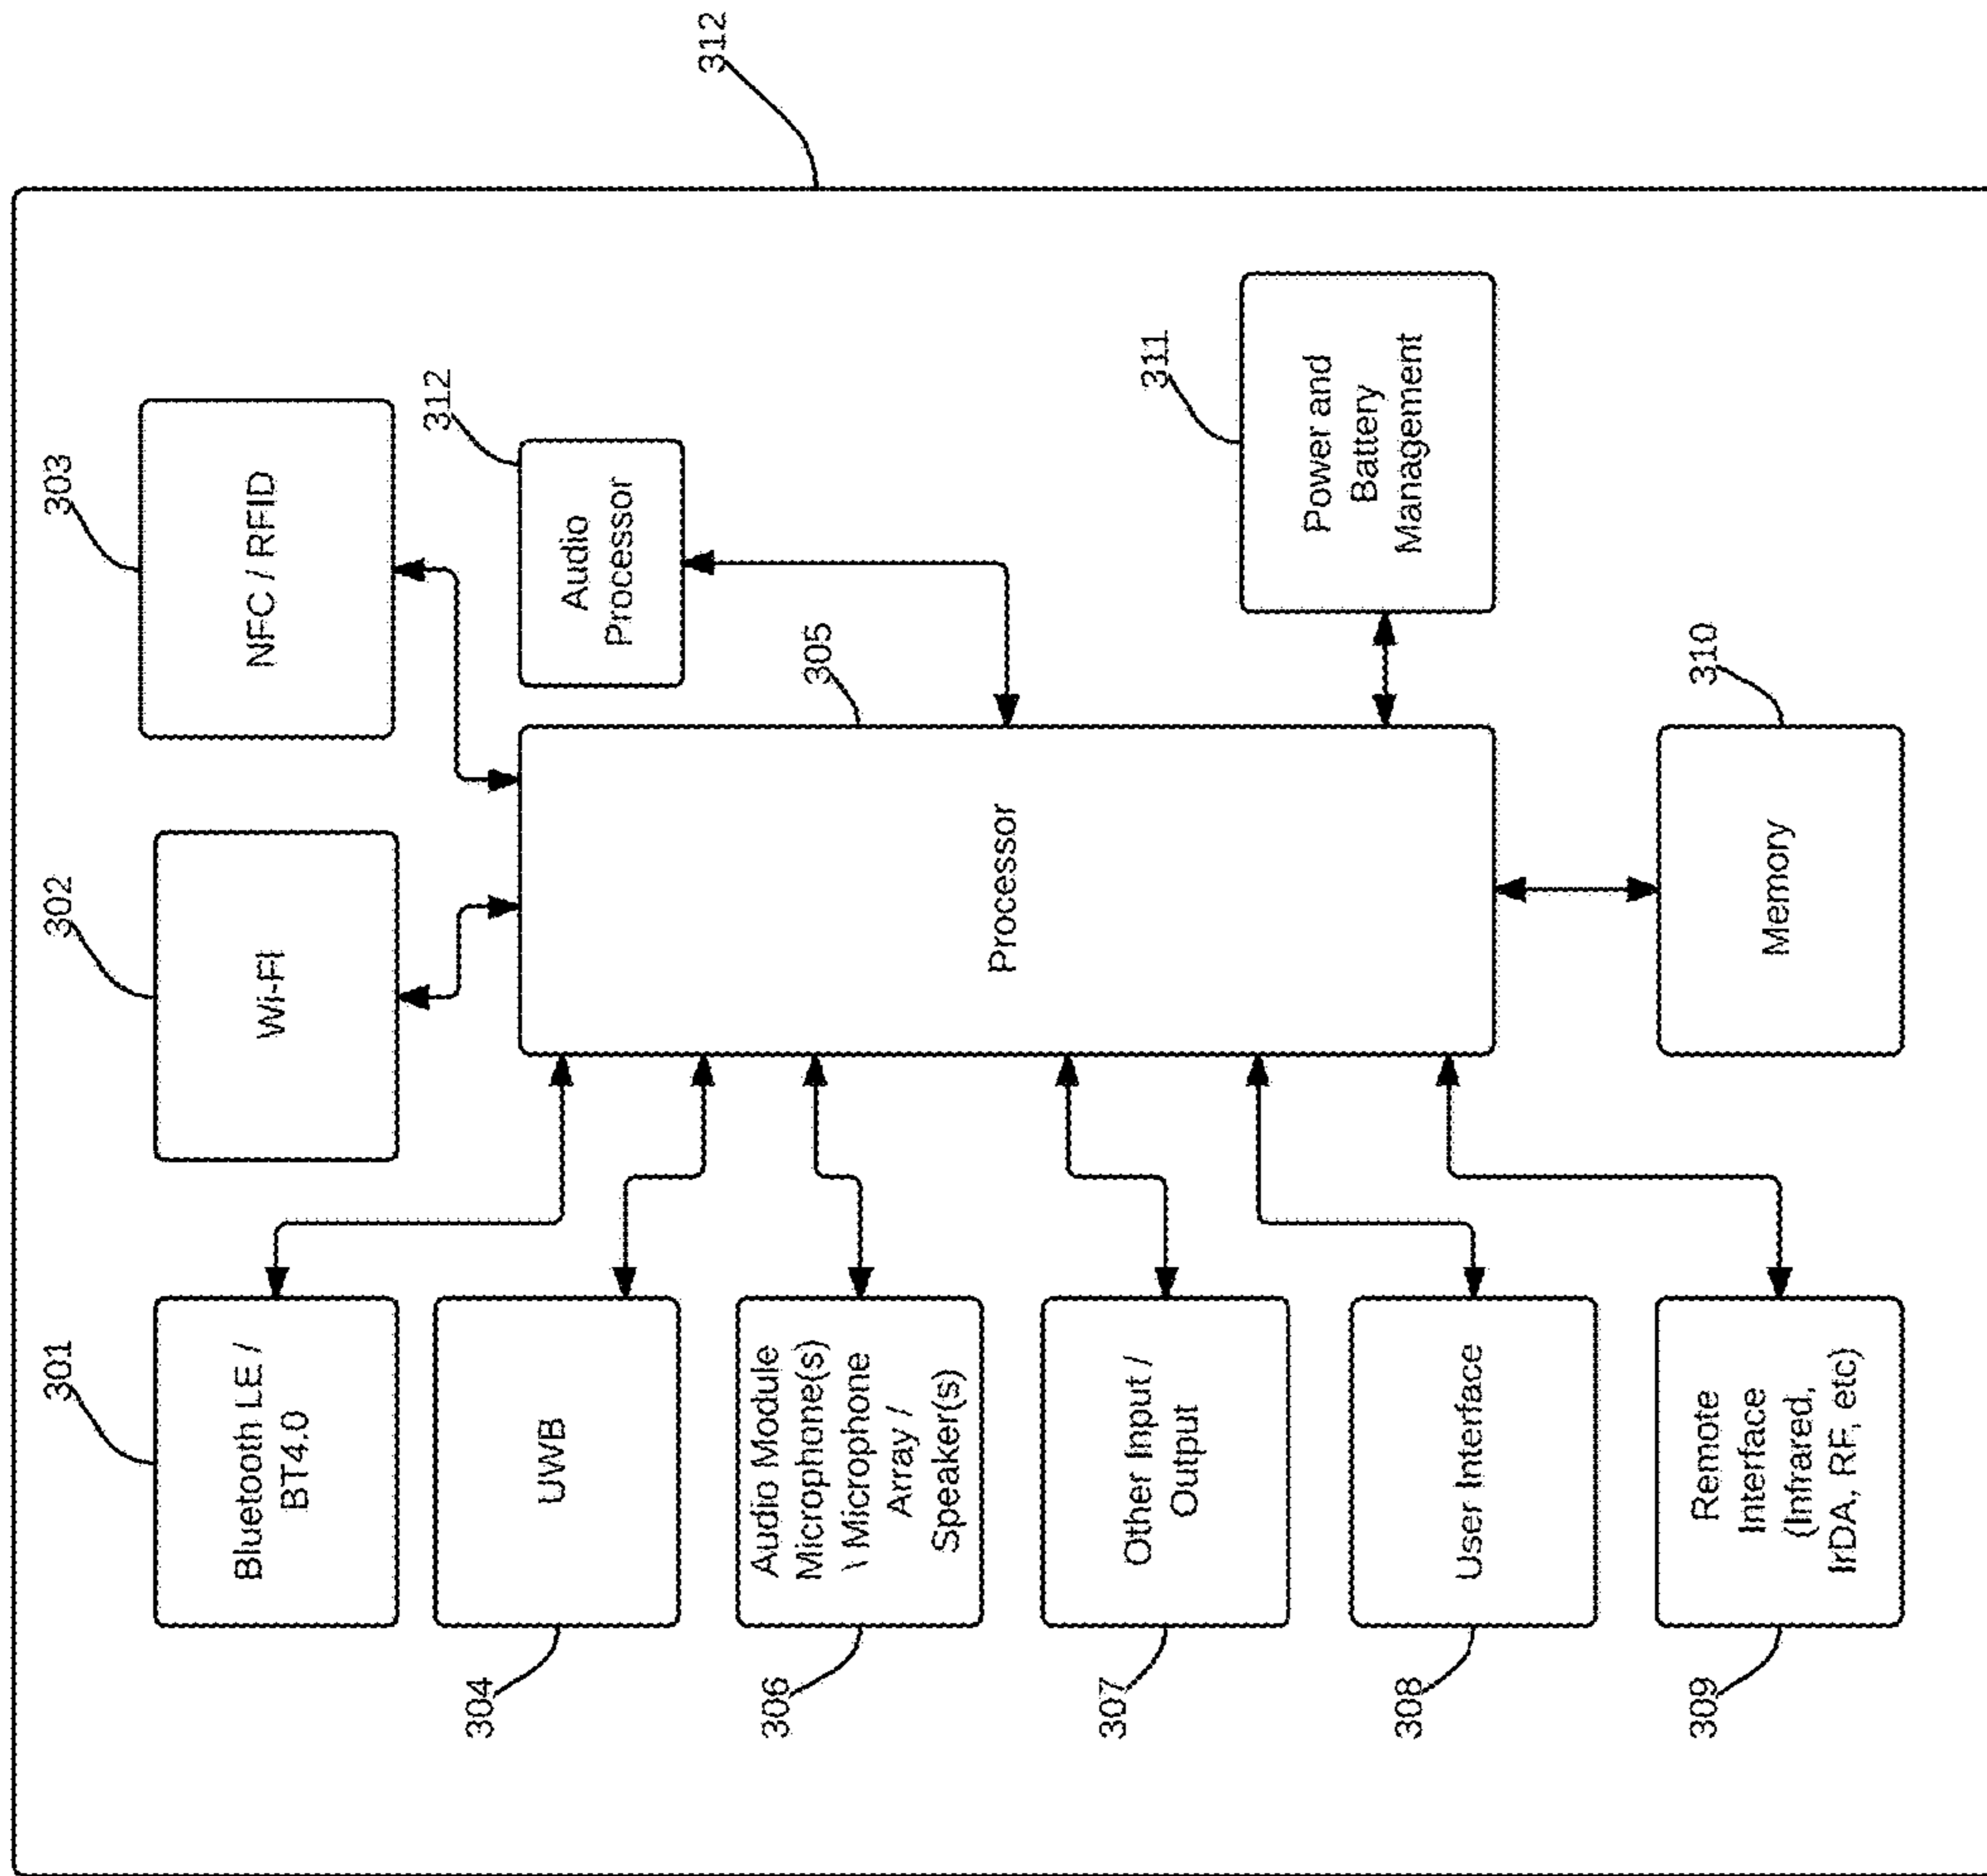 301
302
303
312
Bluetooth LE /
BT4.0
Wi-Fi
NFC / RFID
304
UWB
312
Audio
Processor
305
Processor
306
Audio Module
Microphone(s)
\ Microphone
Array /
Speaker(s)
307
Other Input /
Output
311
Power and
Battery
Management
308
User Interface
309
Remote
Interface
(Infrared,
IrDA, RF, etc)
310
Memory